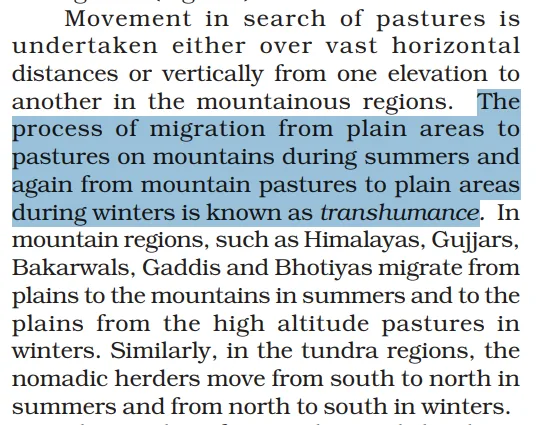 Movement in search of pastures is
undertaken either over vast horizontal
distances or vertically from one elevation to
another in the mountainous regions. The
process of migration from plain areas to
pastures on mountains during summers and
again from mountain pastures to plain areas
during winters is known as transhumance. In
mountain regions, such as Himalayas, Gujjars,
Bakarwals, Gaddis and Bhotiyas migrate from
plains to the mountains in summers and to the
plains from the high altitude pastures in
winters. Similarly, in the tundra regions, the
nomadic herders move from south to north in
summers and from north to south in winters.